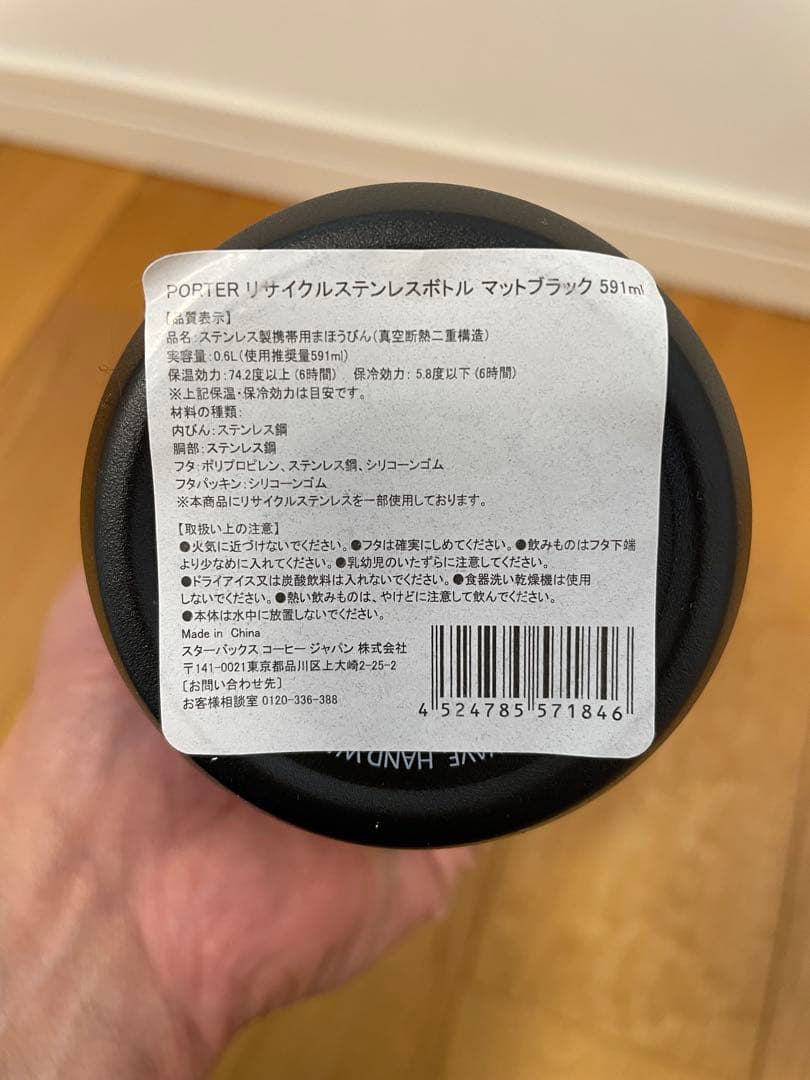 PORTER リサイクルステンレスボトル マットブラック 591ml
【品質表示】
品名:ステンレス製携帯用まほうびん(真空断熱二重構造)
実容量:0.6L(使用推奨量591ml)
保温効力:74.2度以上(6時間) 保冷効力: 5.8度以下(6時間)
※上記保温・保冷効力は目安です。
材料の種類:
内びん:ステンレス鋼
胴部:ステンレス鋼
フタ:ポリプロピレン、ステンレス鋼、シリコーンゴム
フタパッキン:シリコーンゴム
※本商品にリサイクルステンレスを一部使用しております。
【取扱い上の注意】
●火気に近づけないでください。●フタは確実にしめてください。●飲みものはフタ下端
より少なめに入れてください。●乳幼児のいたずらに注意してください。
●ドライアイス又は炭酸飲料は入れないでください。●食器洗い乾燥機は使用
しないでください。●熱い飲みものは、やけどに注意して飲んでください。
●本体は水中に放置しないでください。
Made in China
スターバックス コーヒー ジャパン 株式会社
〒141-0021東京都品川区上大崎2-25-2
〔お問い合わせ先〕
お客様相談室 0120-336-388
4 524785 571846
HAND